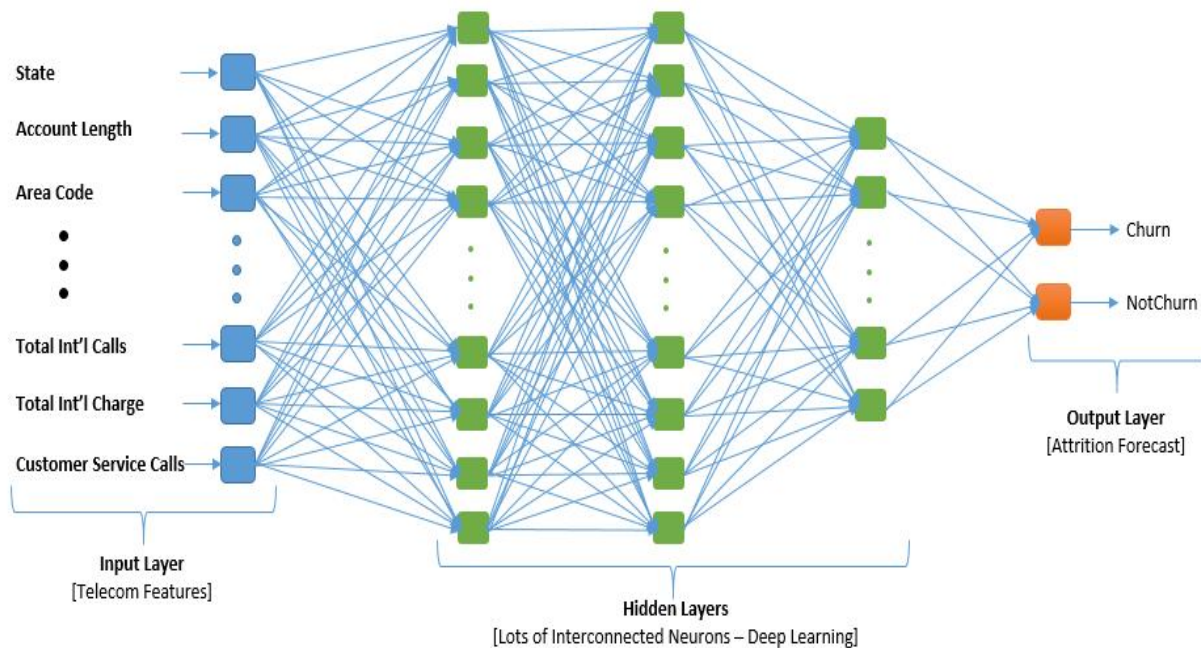 State
Account Length
Area Code
Total Int'l Calls
Total Int'l Charge
Customer Service Calls
Input Layer
[Telecom Features]
Hidden Layers
[Lots of Interconnected Neurons – Deep Learning]
Churn
NotChurn
Output Layer
[Attrition Forecast]